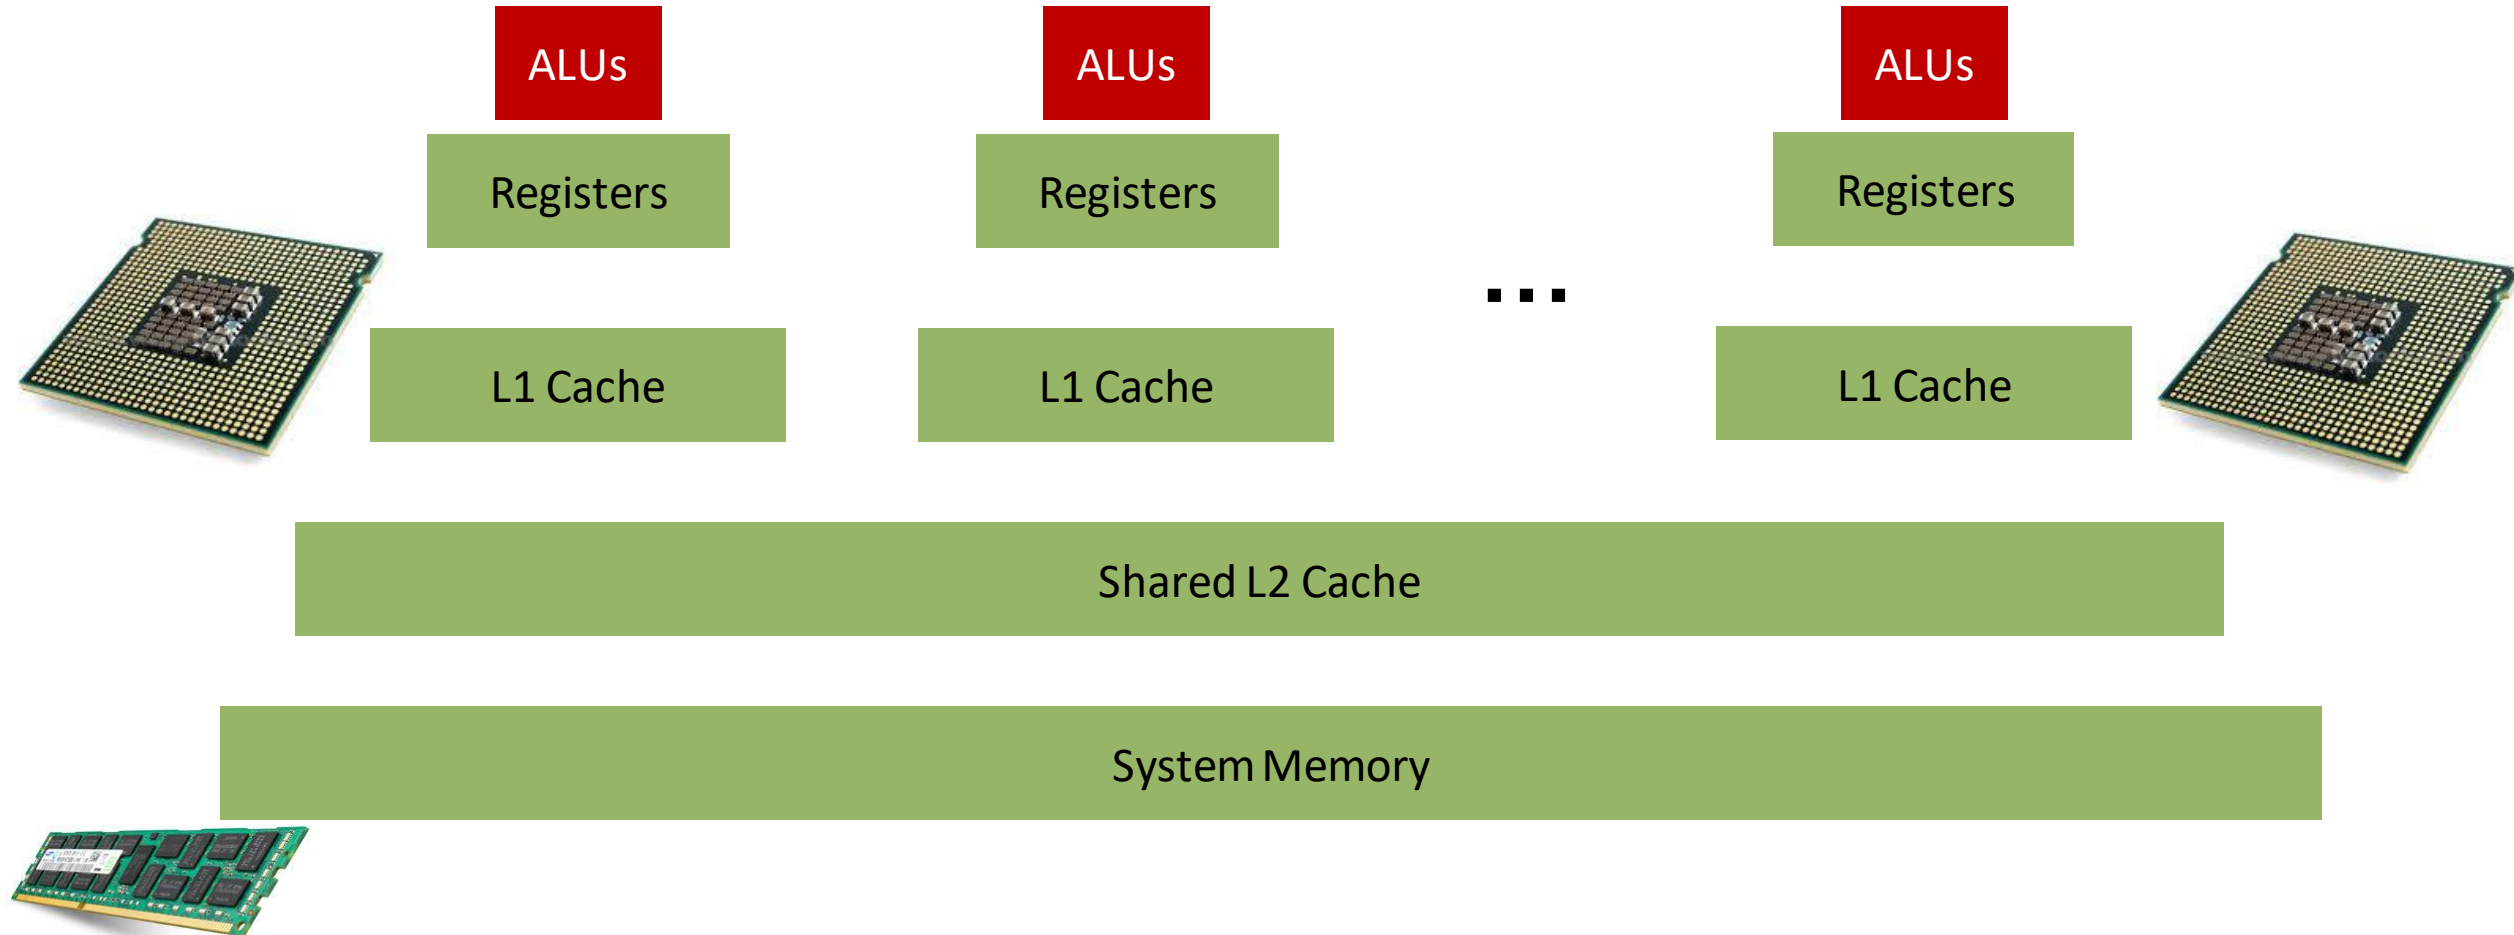 ALUs
ALUs
ALUs
Registers
Registers
Registers
...
L1 Cache
L1 Cache
L1 Cache
Shared L2 Cache
System Memory